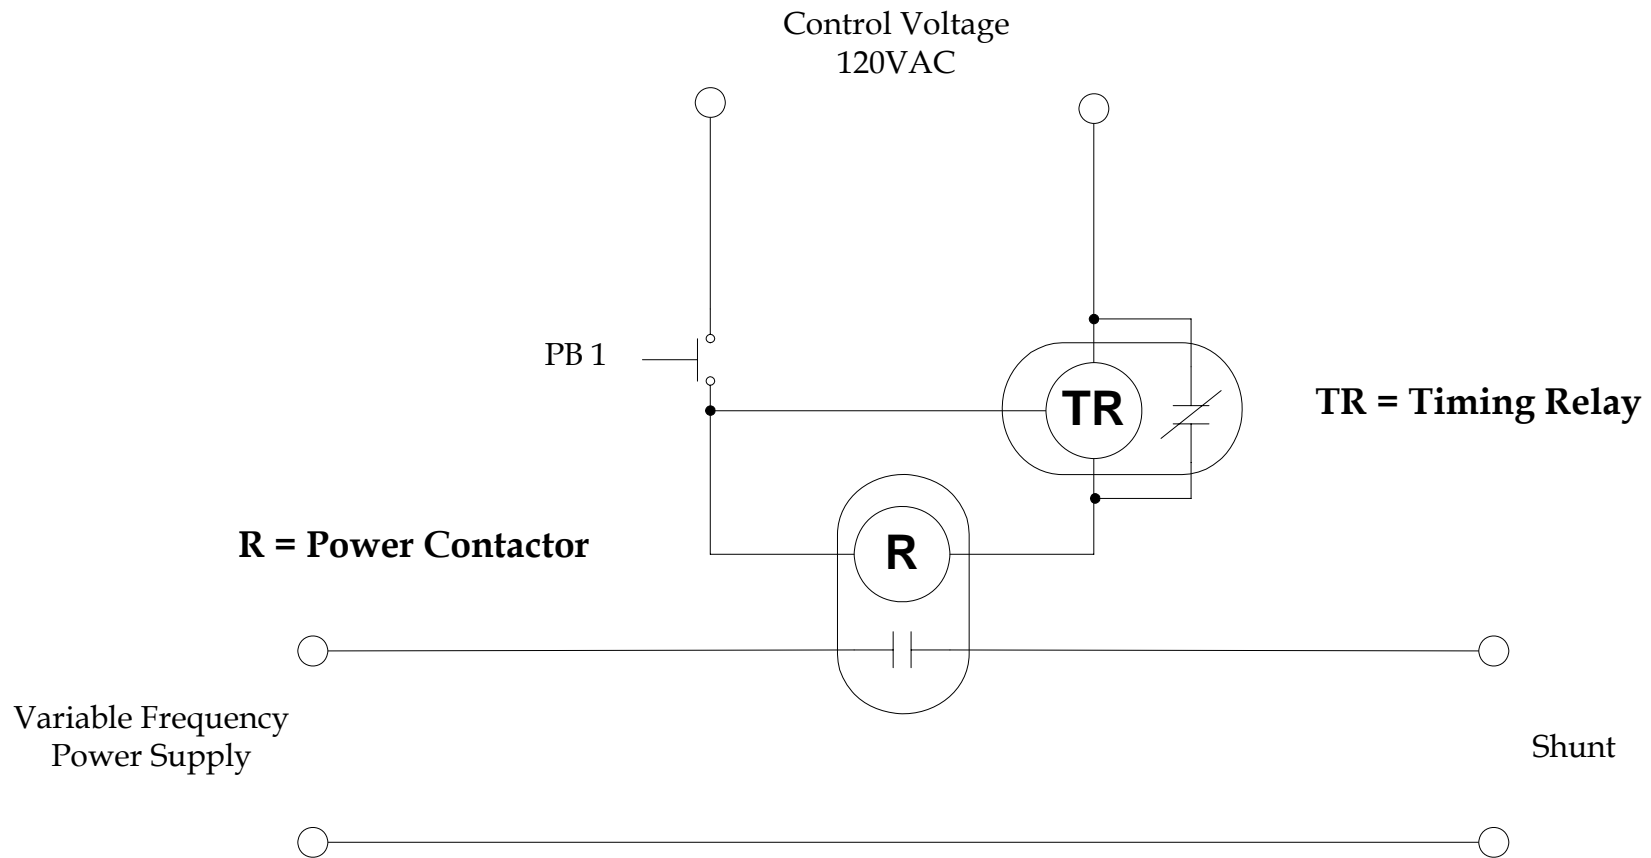 Control Voltage
120VAC
PB 1
TR
TR = Timing Relay
R = Power Contactor
R
Variable Frequency
Power Supply
Shunt